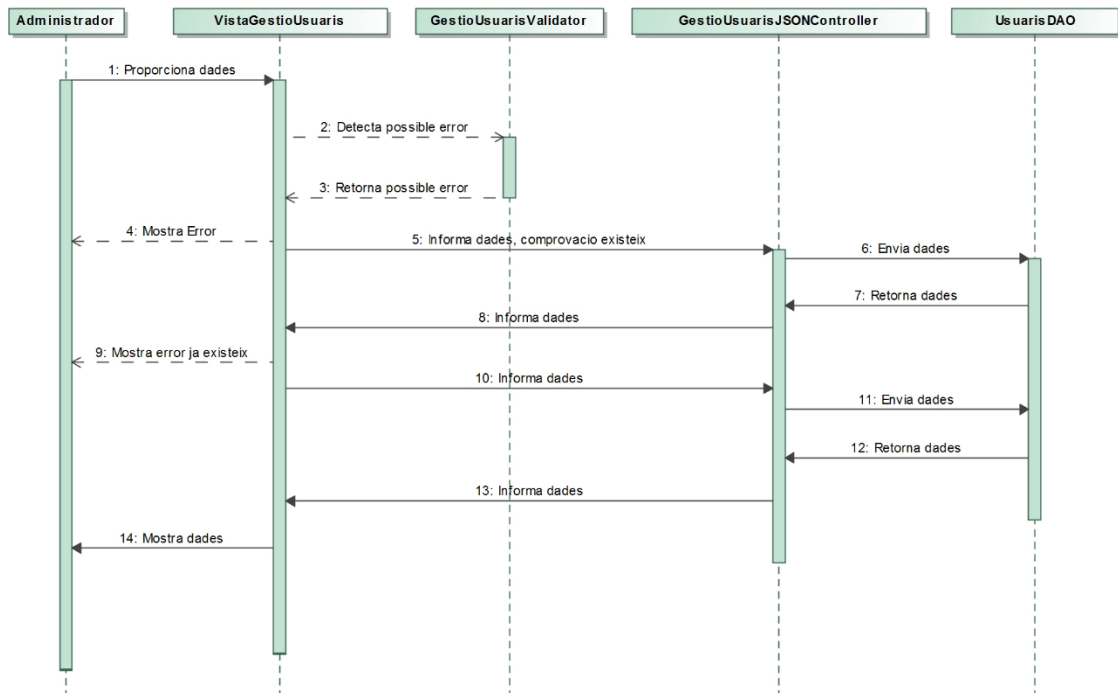 Administrador
VistaGestioUsuaris
GestioUsuarisValidator
GestioUsuarisJSONController
UsuarisDAO
1: Proporciona dades
2: Detecta possible error
3: Retorna possible error
4: Mostra Error
5: Informa dades, comprovacio existeix
6: Envia dades
7: Retorna dades
8: Informa dades
9: Mostra error ja existeix
10: Informa dades
11: Envia dades
12: Retorna dades
13: Informa dades
14: Mostra dades